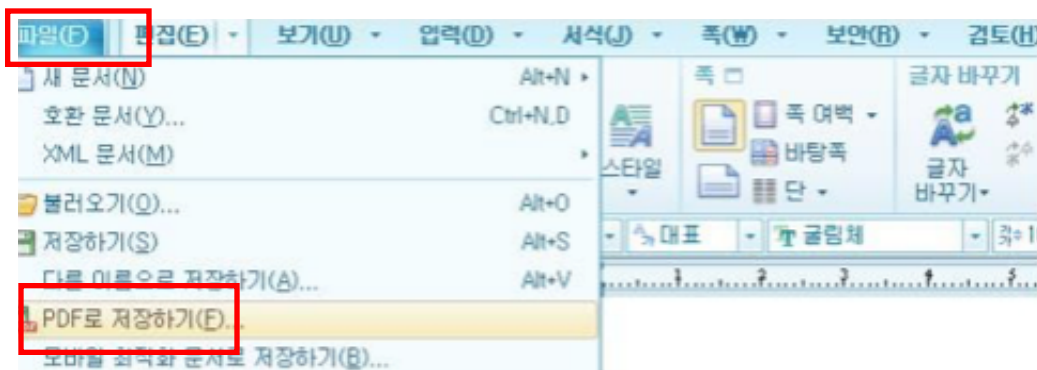 파일(F) 편집(E) 보기(U) 입력(D) 서식(J) 쪽(W) 보안(R) 검토(H)
새 문서(N) Alt+N
호환 문서(Y)... Ctrl+N,D
XML 문서(M)
불러오기(O)... Alt+O
저장하기(S) Alt+S
다른 이름으로 저장하기(A)... Alt+V
PDF로 저장하기(F)...
모바일 최적화 문서로 저장하기(B)...
쪽
글자 바꾸기
스타일
쪽 여백
바탕쪽
단
글자
바꾸기
대표
굴림체
1 2 3 4 5